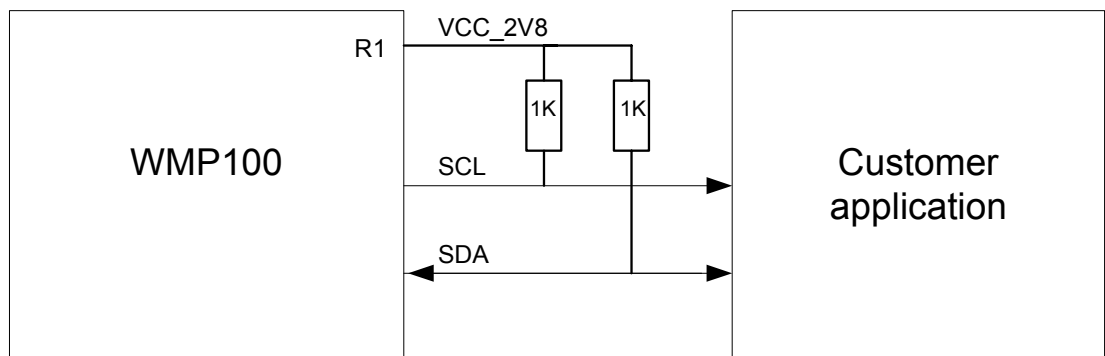 VCC_2V8
R1
1K
1K
WMP100
SCL
Customer
application
SDA